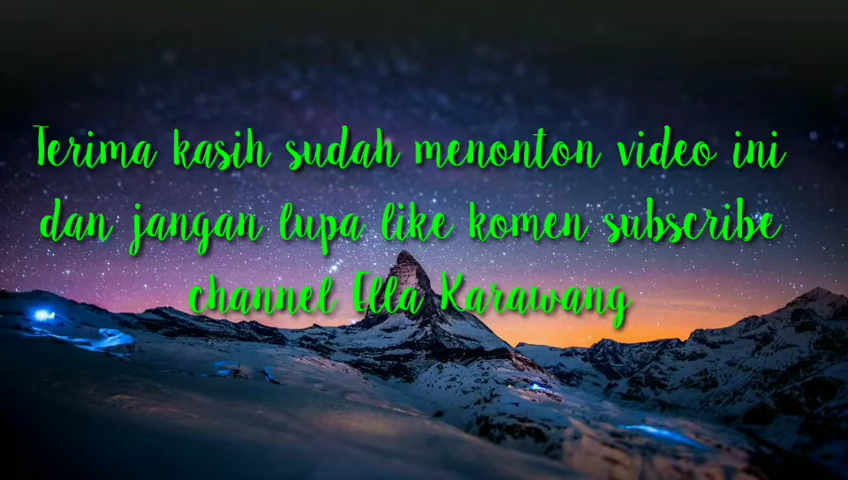 Terima kasih sudah menonton video ini
dan jangan lupa like komen subscribe
channel Ella Karawang